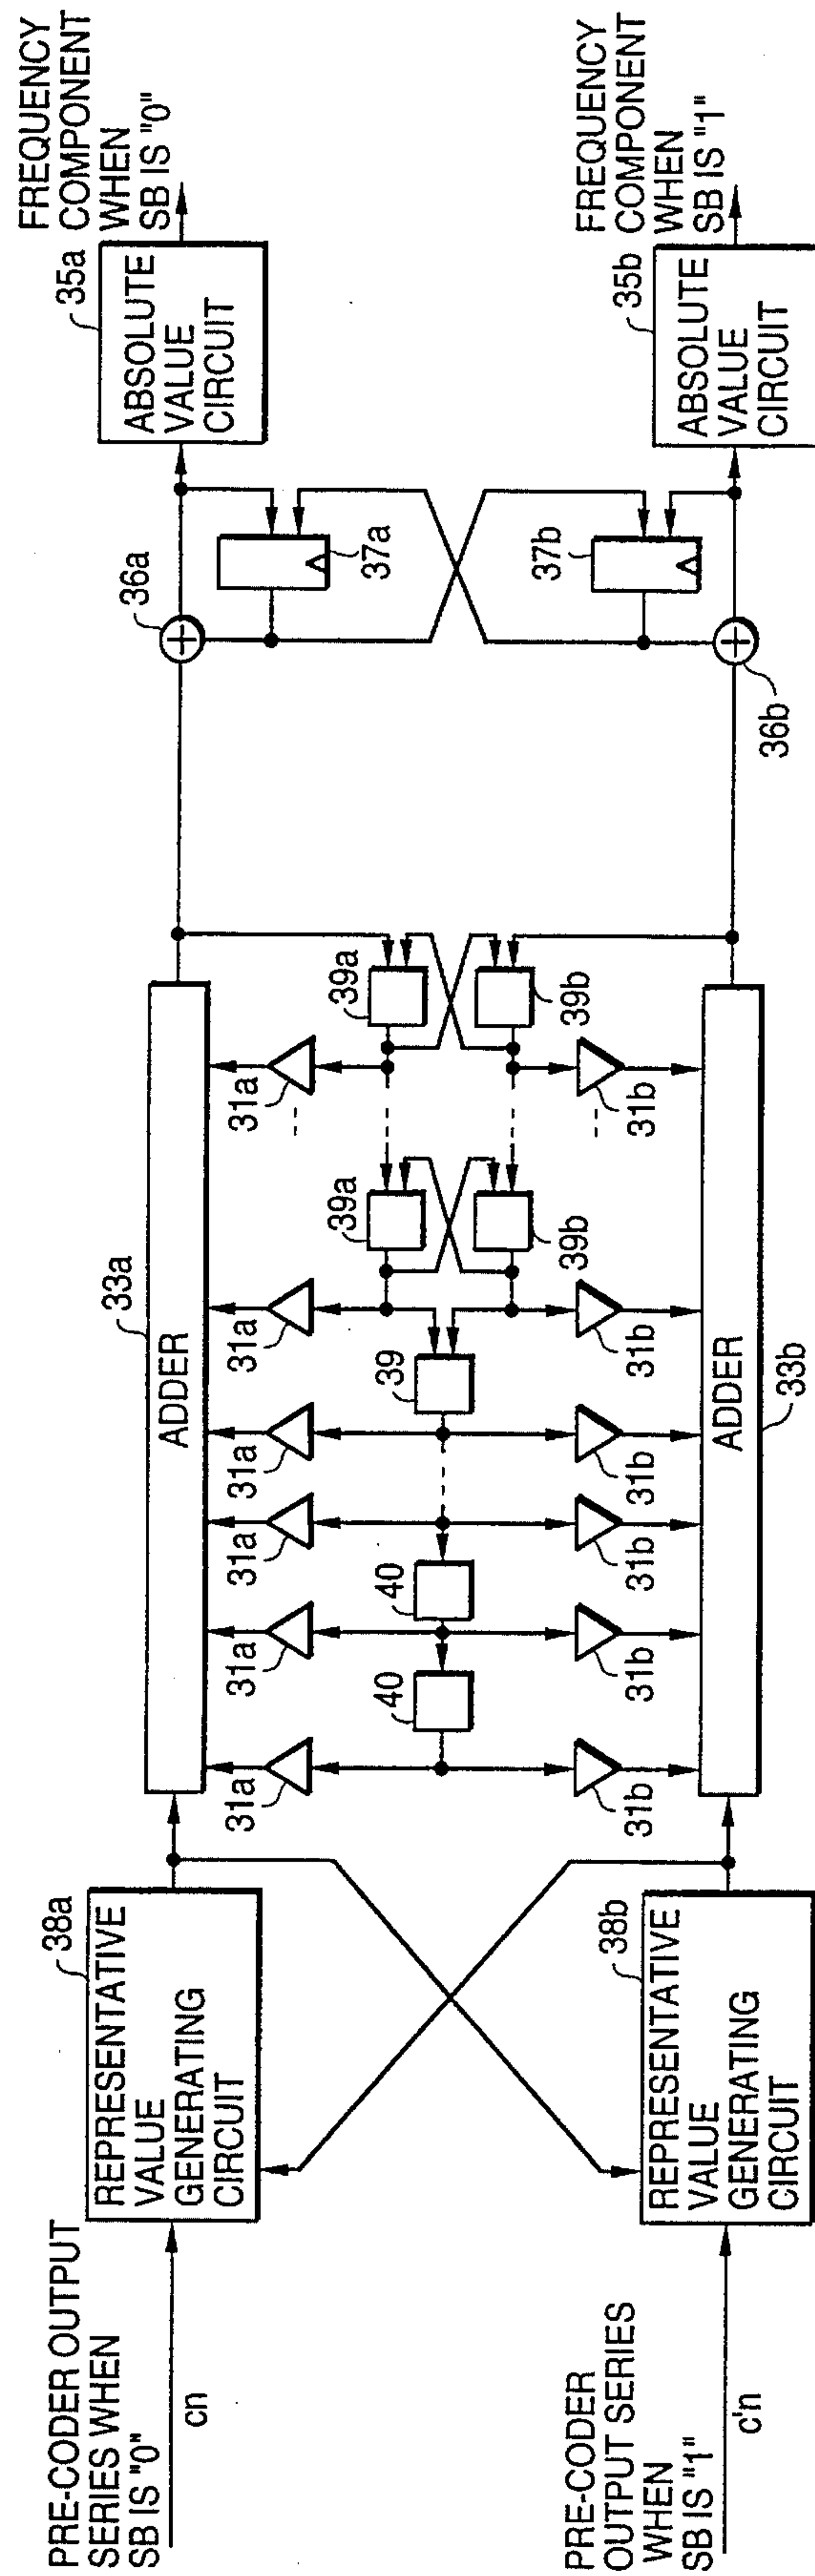 PRE-CODER OUTPUT
SERIES WHEN
SB IS "0"
cn
38a
REPRESENTATIVE
VALUE
GENERATING
CIRCUIT
33a
ADDER
31a
31a
31a
31a
31a
31a
40
40
39
39a
39a
36a
37a
35a
ABSOLUTE
VALUE
CIRCUIT
FREQUENCY
COMPONENT
WHEN
SB IS "0"
PRE-CODER
OUTPUT SERIES
WHEN
SB IS "1"
c'n
38b
REPRESENTATIVE
VALUE
GENERATING
CIRCUIT
31b
31b
31b
31b
31b
31b
39b
39b
ADDER
33b
36b
37b
35b
ABSOLUTE
VALUE
CIRCUIT
FREQUENCY
COMPONENT
WHEN
SB IS "1"